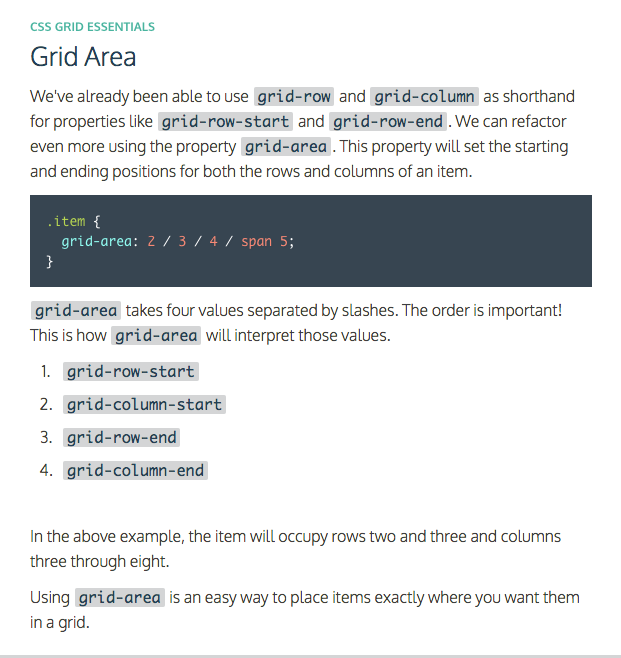 CSS GRID ESSENTIALS
Grid Area
We've already been able to use grid-row and grid-column as shorthand
for properties like grid-row-start and grid-row-end. We can refactor
even more using the property grid-area. This property will set the starting
and ending positions for both the rows and columns of an item.
.item {
  grid-area: 2 / 3 / 4 / span 5;
}
grid-area takes four values separated by slashes. The order is important!
This is how grid-area will interpret those values.
1. grid-row-start
2. grid-column-start
3. grid-row-end
4. grid-column-end
In the above example, the item will occupy rows two and three and columns
three through eight.
Using grid-area is an easy way to place items exactly where you want them
in a grid.